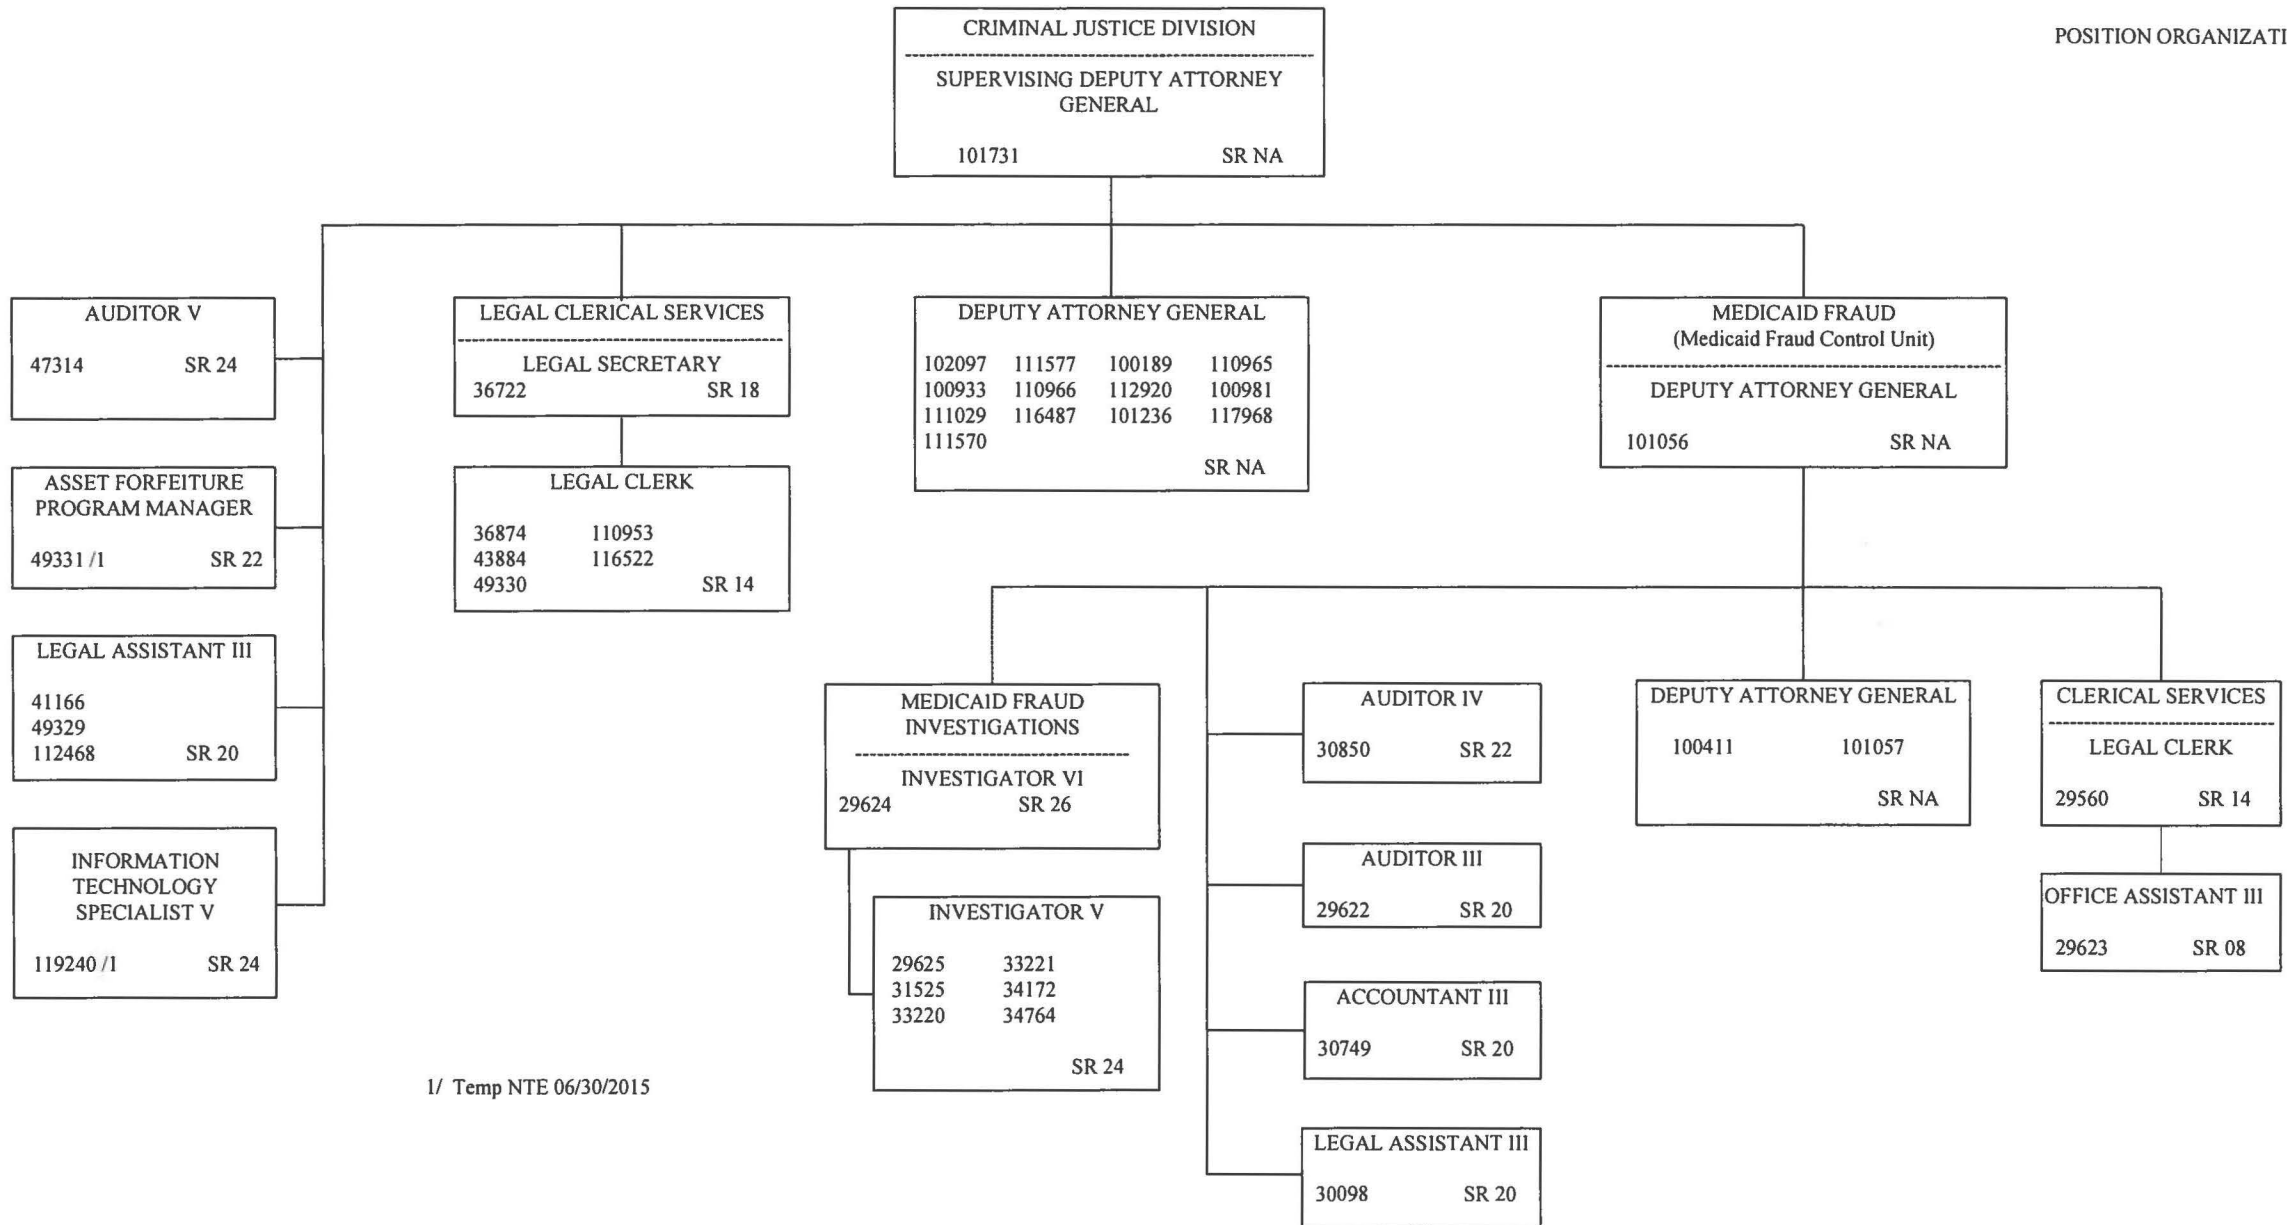 POSITION ORGANIZATI
CRIMINAL JUSTICE DIVISION
SUPERVISING DEPUTY ATTORNEY
GENERAL
101731 SR NA
AUDITOR V
47314 SR 24
ASSET FORFEITURE
PROGRAM MANAGER
49331 /1 SR 22
LEGAL ASSISTANT III
41166
49329
112468 SR 20
INFORMATION
TECHNOLOGY
SPECIALIST V
119240 /1 SR 24
LEGAL CLERICAL SERVICES
LEGAL SECRETARY
36722 SR 18
LEGAL CLERK
36874 110953
43884 116522
49330 SR 14
DEPUTY ATTORNEY GENERAL
102097 111577 100189 110965
100933 110966 112920 100981
111029 116487 101236 117968
111570
SR NA
MEDICAID FRAUD
(Medicaid Fraud Control Unit)
DEPUTY ATTORNEY GENERAL
101056 SR NA
MEDICAID FRAUD
INVESTIGATIONS
INVESTIGATOR VI
29624 SR 26
INVESTIGATOR V
29625 33221
31525 34172
33220 34764
SR 24
AUDITOR IV
30850 SR 22
AUDITOR III
29622 SR 20
ACCOUNTANT III
30749 SR 20
LEGAL ASSISTANT III
30098 SR 20
DEPUTY ATTORNEY GENERAL
100411 101057
SR NA
CLERICAL SERVICES
LEGAL CLERK
29560 SR 14
OFFICE ASSISTANT III
29623 SR 08
1/ Temp NTE 06/30/2015